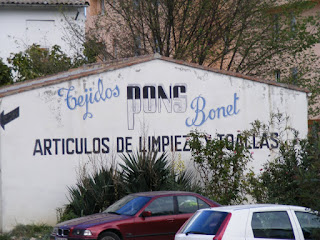 Tejidos PONS Bonet
ARTICULOS DE LIMPIEZA Y TOALLAS